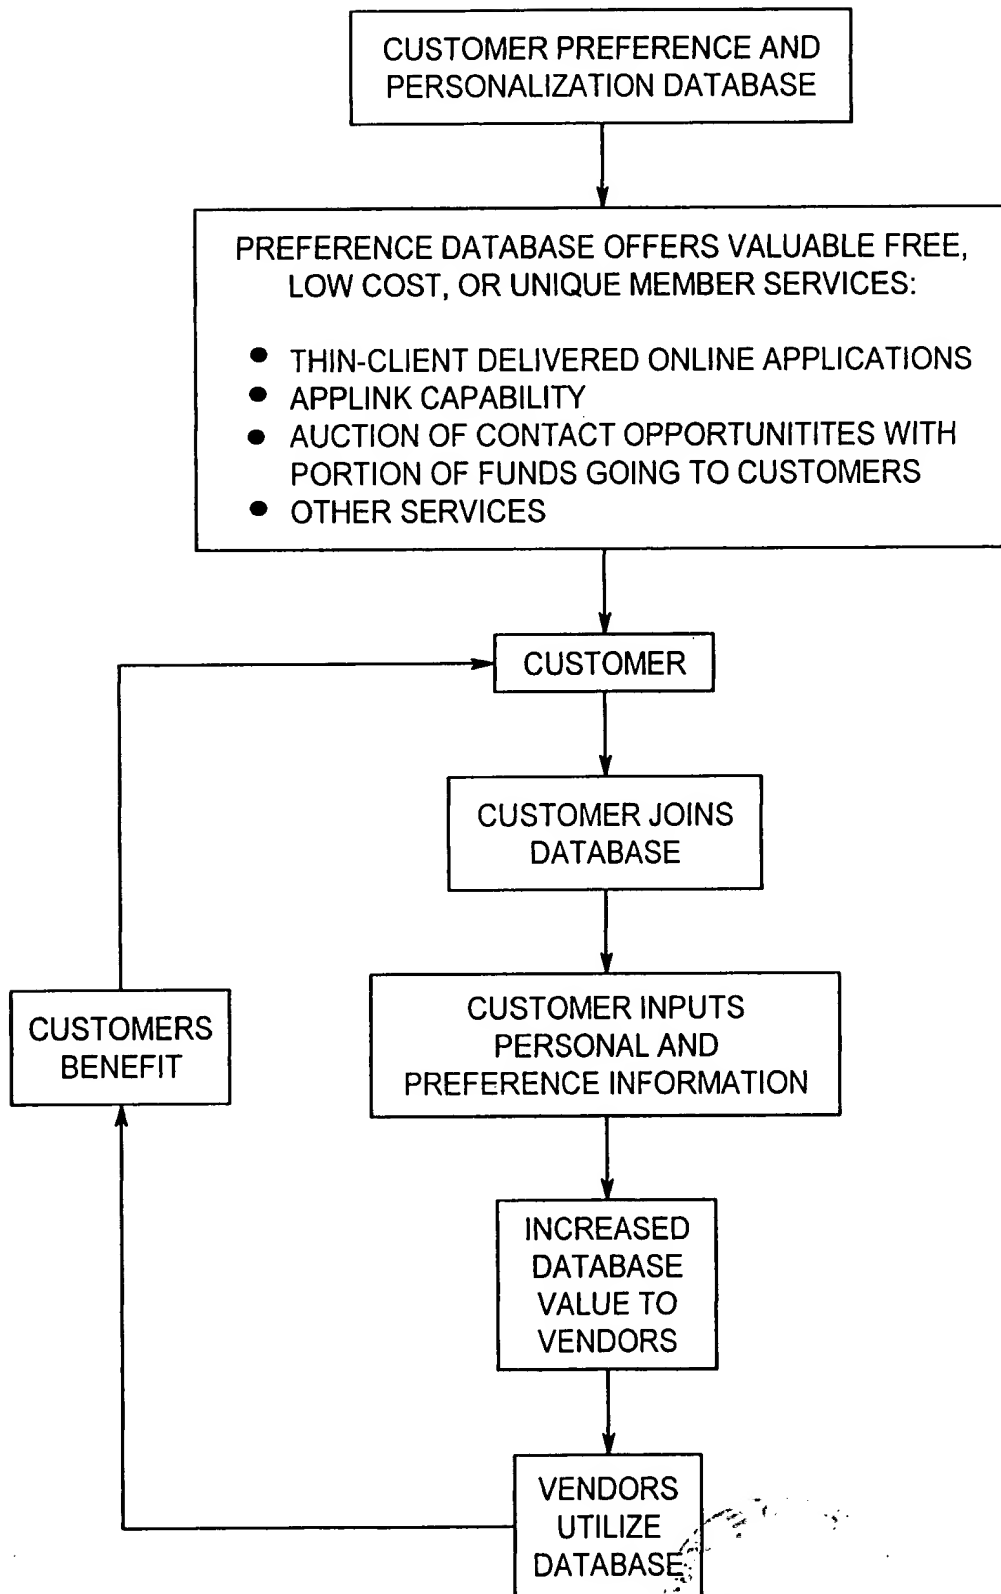 CUSTOMER PREFERENCE AND
PERSONALIZATION DATABASE
PREFERENCE DATABASE OFFERS VALUABLE FREE,
LOW COST, OR UNIQUE MEMBER SERVICES:
● THIN-CLIENT DELIVERED ONLINE APPLICATIONS
● APPLINK CAPABILITY
● AUCTION OF CONTACT OPPORTUNITITES WITH
PORTION OF FUNDS GOING TO CUSTOMERS
● OTHER SERVICES
CUSTOMER
CUSTOMER JOINS
DATABASE
CUSTOMER INPUTS
PERSONAL AND
PREFERENCE INFORMATION
CUSTOMERS
BENEFIT
INCREASED
DATABASE
VALUE TO
VENDORS
VENDORS
UTILIZE
DATABASE